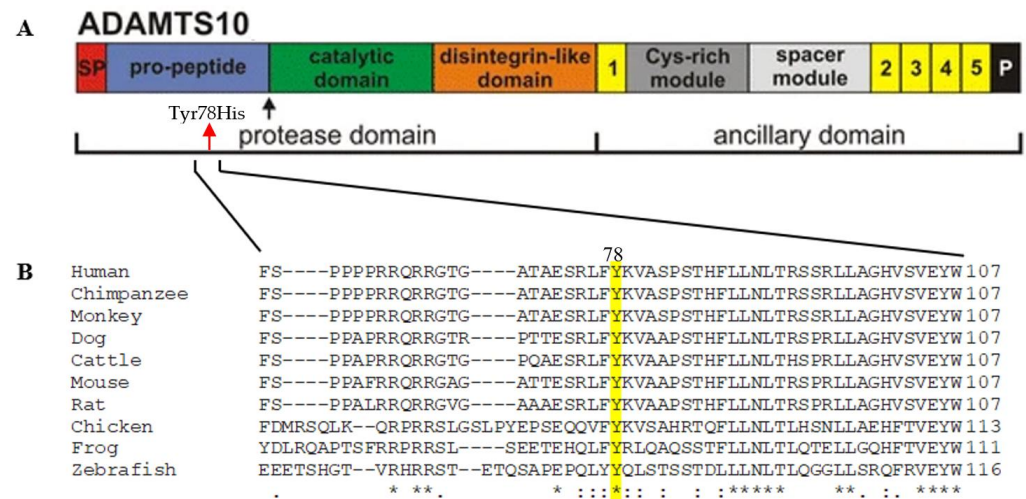 A ADAMTS10
SP pro-peptide catalytic domain disintegrin-like domain 1 Cys-rich module spacer module 2 3 4 5 P
Tyr78His
protease domain ancillary domain
B 78
Human FS----PPPPRRQRRGTG----ATAESRLFYKVASPSTHFLLNLTRSSRLLAGHVSVEYW 107
Chimpanzee FS----PPPPRRQRRGTG----ATAESRLFYKVASPSTHFLLNLTRSSRLLAGHVSVEYW 107
Monkey FS----PPPPRRQRRGTG----ATAESRLFYKVASPSTHFLLNLTRSSRLLAGHVSVEYW 107
Dog FS----PPAPRRQRRGTR----PTTESRLFYKVAAPSTHFLLNLTRSPRLLAGHVSVEYW 107
Cattle FS----PPAPRRQRRGTG----PQAESRLFYKVAAPSTHFLLNLTHSPRLLAGHVSVEYW 107
Mouse FS----PPAFRRQRRGAG----ATTESRLFYKVAAPSTHFLLNLTRSPRLLAGHVSVEYW 107
Rat FS----PPALRRQRRGVG----AAAESRLFYKVAAPSTHFLLNLTRSPRLLAGHVSVEYW 107
Chicken FDMRSQLK--QRPRRSLGSLPYEPSEQQVFYKVSAHRTQFLLNLTLHSNLLAEHFTVEYW 113
Frog YDLRQAPTSFRRPRRSL----SEETEHQLFYRLQAQSSTFLLNLTLQTELLGQHFTVEYW 111
Zebrafish EEETSHGT--VRHRRST--ETQSAPEPQLYYQLSTSSTDLLLNLTLQGGLLSRQFRVEYW 116
. * **. * :::*:: : : :***** **. :. ****